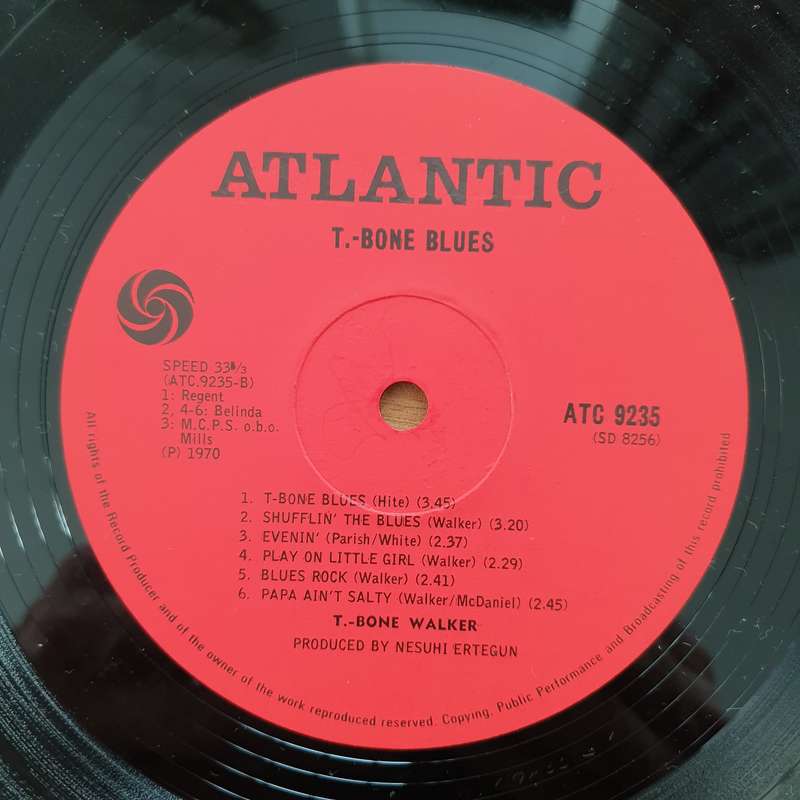 ATLANTIC
T.-BONE BLUES
SPEED 33⅓
(ATC.9235-B)
1: Regent
2, 4-6: Belinda
3: M.C.P.S. o.b.o.
Mills
(P) 1970
ATC 9235
(SD 8256)
1. T-BONE BLUES (Hite) (3.45)
2. SHUFFLIN' THE BLUES (Walker) (3.20)
3. EVENIN' (Parish/White) (2.37)
4. PLAY ON LITTLE GIRL (Walker) (2.29)
5. BLUES ROCK (Walker) (2.41)
6. PAPA AIN'T SALTY (Walker/McDaniel) (2.45)
T.-BONE WALKER
PRODUCED BY NESUHI ERTEGUN
All rights of the Record Producer and of the owner of the work reproduced reserved. Copying, Public Performance and Broadcasting of this record prohibited